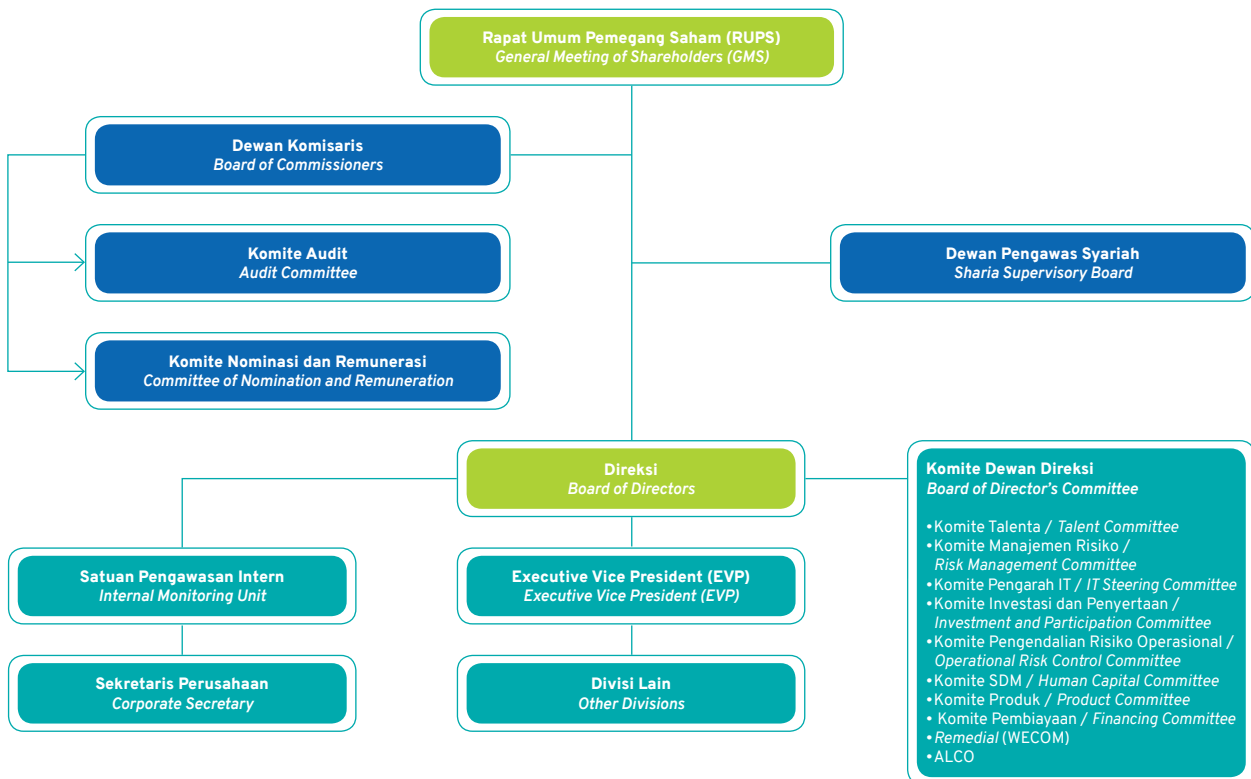 Rapat Umum Pemegang Saham (RUPS)
General Meeting of Shareholders (GMS)
Dewan Komisaris
Board of Commissioners
Komite Audit
Audit Committee
Dewan Pengawas Syariah
Sharia Supervisory Board
Komite Nominasi dan Remunerasi
Committee of Nomination and Remuneration
Direksi
Board of Directors
Komite Dewan Direksi
Board of Director's Committee
•Komite Talenta / Talent Committee
•Komite Manajemen Risiko /
Risk Management Committee
•Komite Pengarah IT / IT Steering Committee
•Komite Investasi dan Penyertaan /
Investment and Participation Committee
•Komite Pengendalian Risiko Operasional /
Operational Risk Control Committee
•Komite SDM / Human Capital Committee
•Komite Produk / Product Committee
• Komite Pembiayaan / Financing Committee
•Remedial (WECOM)
•ALCO
Satuan Pengawasan Intern
Internal Monitoring Unit
Executive Vice President (EVP)
Executive Vice President (EVP)
Sekretaris Perusahaan
Corporate Secretary
Divisi Lain
Other Divisions